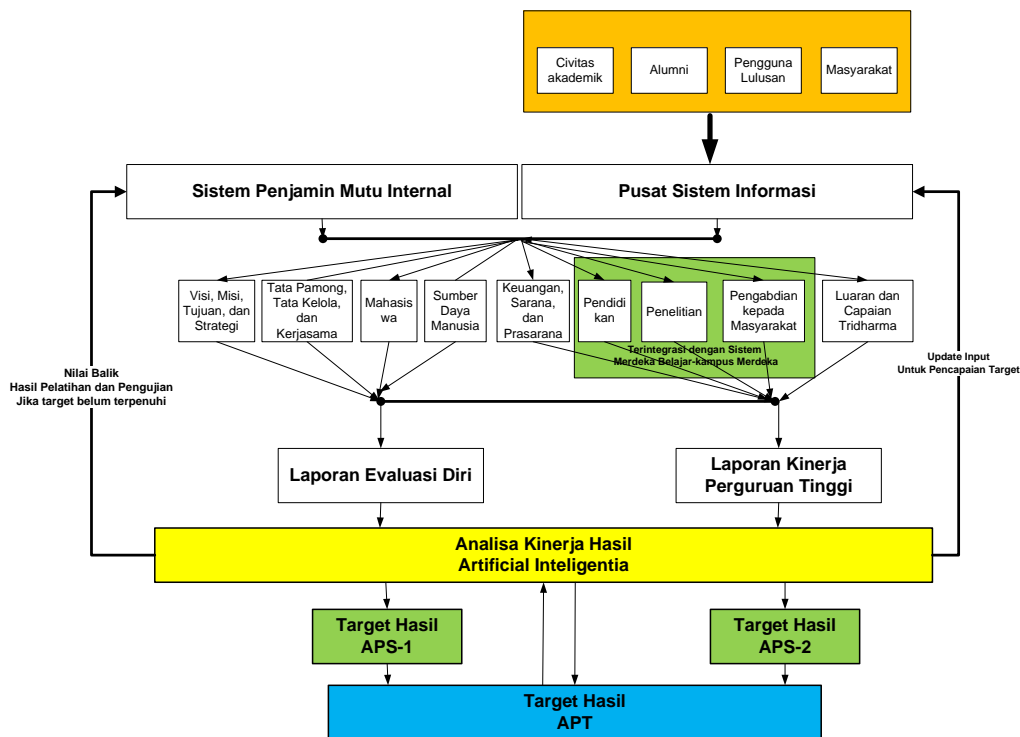 Civitas
akademik
Alumni
Pengguna
Lulusan
Masyarakat
Sistem Penjamin Mutu Internal
Pusat Sistem Informasi
Visi, Misi,
Tujuan, dan
Strategi
Tata Pamong,
Tata Kelola,
dan
Kerjasama
Mahasis
wa
Sumber
Daya
Manusia
Keuangan,
Sarana,
dan
Prasarana
Pendidi
kan
Penelitian
Pengabdian
kepada
Masyarakat
Luaran dan
Capaian
Tridharma
Terintegrasi dengan Sistem
Merdeka Belajar-kampus Merdeka
Nilai Balik
Hasil Pelatihan dan Pengujian
Jika target belum terpenuhi
Update Input
Untuk Pencapaian Target
Laporan Evaluasi Diri
Laporan Kinerja
Perguruan Tinggi
Analisa Kinerja Hasil
Artificial Inteligentia
Target Hasil
APS-1
Target Hasil
APS-2
Target Hasil
APT